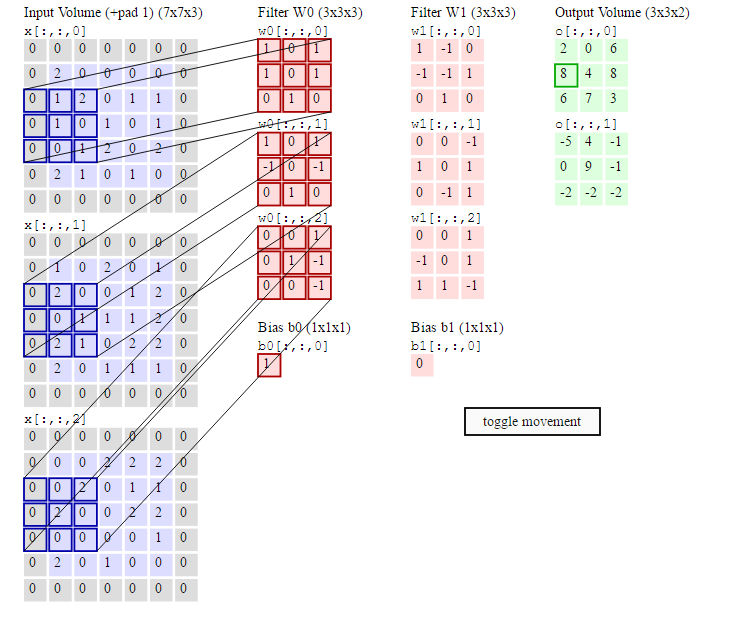 Input Volume (+pad 1) (7x7x3)
x[:,:,0]
0 0 0 0 0 0 0
0 2 0 0 0 0 0
0 1 2 0 1 1 0
0 1 0 1 0 1 0
0 0 1 2 0 2 0
0 2 1 0 1 0 0
0 0 0 0 0 0 0
x[:,:,1]
0 0 0 0 0 0 0
0 1 0 2 0 1 0
0 2 0 0 1 2 0
0 0 1 1 1 2 0
0 2 1 0 2 2 0
0 2 0 1 1 1 0
0 0 0 0 0 0 0
x[:,:,2]
0 0 0 0 0 0 0
0 0 0 2 2 2 0
0 0 2 0 1 1 0
0 2 0 0 2 2 0
0 0 0 0 0 1 0
0 2 0 1 0 0 0
0 0 0 0 0 0 0
Filter W0 (3x3x3)
w0[:,:,0]
1 0 1
1 0 1
0 1 0
w0[:,:,1]
1 0 1
-1 0 -1
0 1 0
w0[:,:,2]
0 0 1
0 1 -1
0 0 -1
Bias b0 (1x1x1)
b0[:,:,0]
1
Filter W1 (3x3x3)
w1[:,:,0]
1 -1 0
-1 -1 1
0 1 0
w1[:,:,1]
0 0 -1
1 0 1
0 -1 1
w1[:,:,2]
0 0 1
-1 0 1
1 1 -1
Bias b1 (1x1x1)
b1[:,:,0]
0
Output Volume (3x3x2)
o[:,:,0]
2 0 6
8 4 8
6 7 3
o[:,:,1]
-5 4 -1
0 9 -1
-2 -2 -2
toggle movement